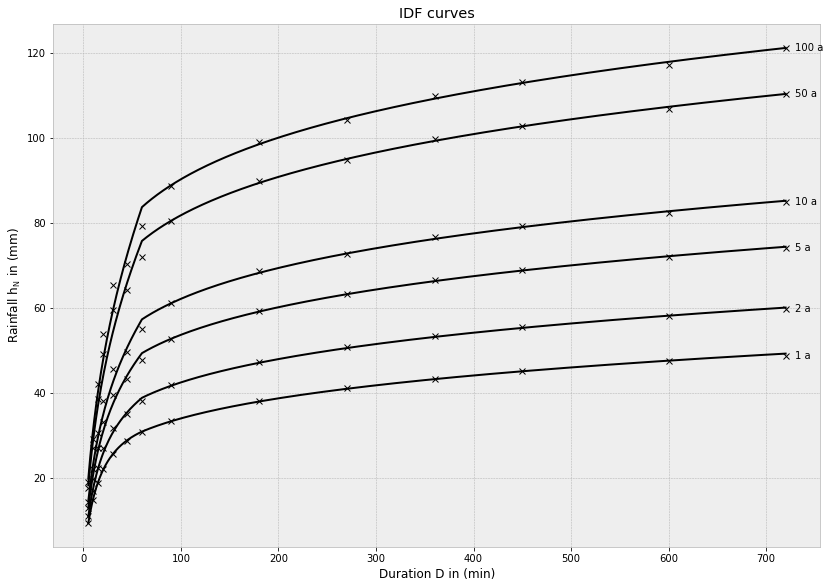 IDF curves
Rainfall h_N in (mm)
120
100
80
60
40
20
100 a
50 a
10 a
5 a
2 a
1 a
0 100 200 300 400 500 600 700
Duration D in (min)